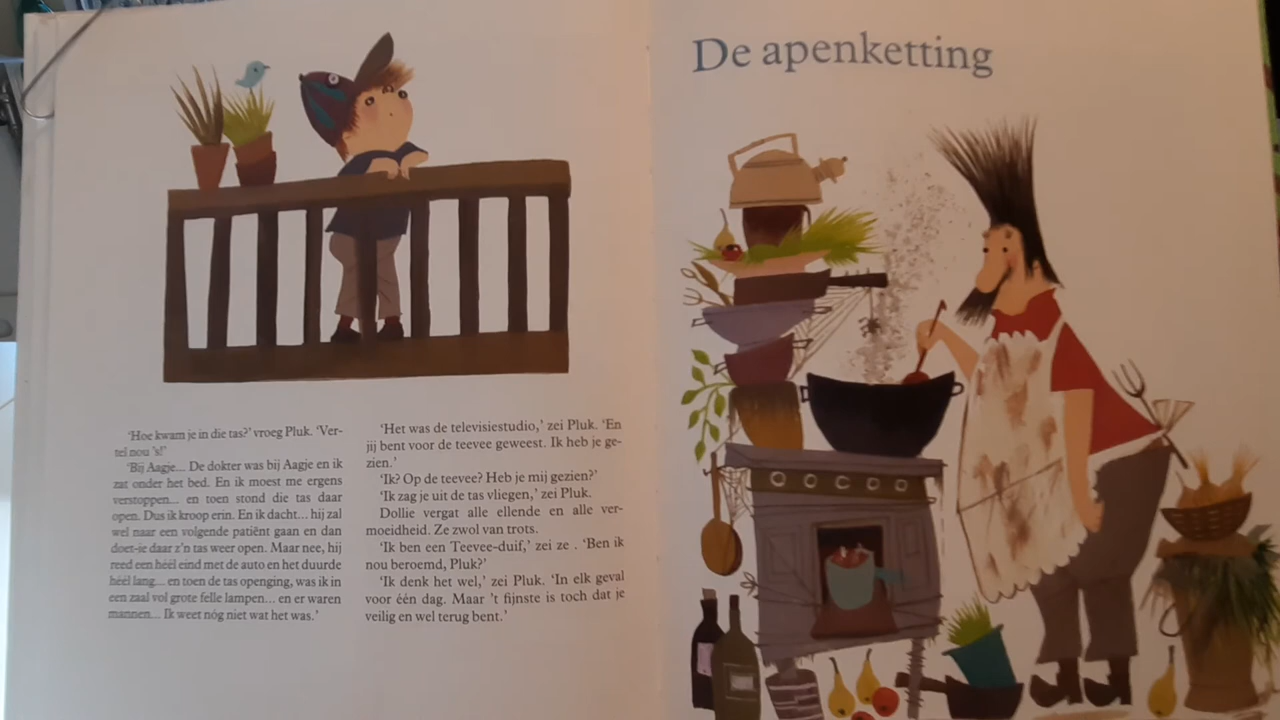 'Hoe kwam je in die tas?' vroeg Pluk. 'Ver-
tel nou 's!'
'Bij Aagje... De dokter was bij Aagje en ik
zat onder het bed. En ik moest me ergens
verstoppen... en toen stond die tas daar
open. Dus ik kroop erin. En ik dacht... hij zal
wel naar een volgende patiënt gaan en dan
doet-ie daar z'n tas weer open. Maar nee, hij
reed een héél eind met de auto en het duurde
héél lang... en toen de tas openging, was ik in
een zaal vol grote felle lampen... en er waren
mannen... Ik weet nóg niet wat het was.'
'Het was de televisiestudio,' zei Pluk. 'En
jij bent voor de teevee geweest. Ik heb je ge-
zien.'
'Ik? Op de teevee? Heb je mij gezien?'
'Ik zag je uit de tas vliegen,' zei Pluk.
Dollie vergat alle ellende en alle ver-
moeidheid. Ze zwol van trots.
'Ik ben een Teevee-duif,' zei ze . 'Ben ik
nou beroemd, Pluk?'
'Ik denk het wel,' zei Pluk. 'In elk geval
voor één dag. Maar 't fijnste is toch dat je
veilig en wel terug bent.'
De apenketting